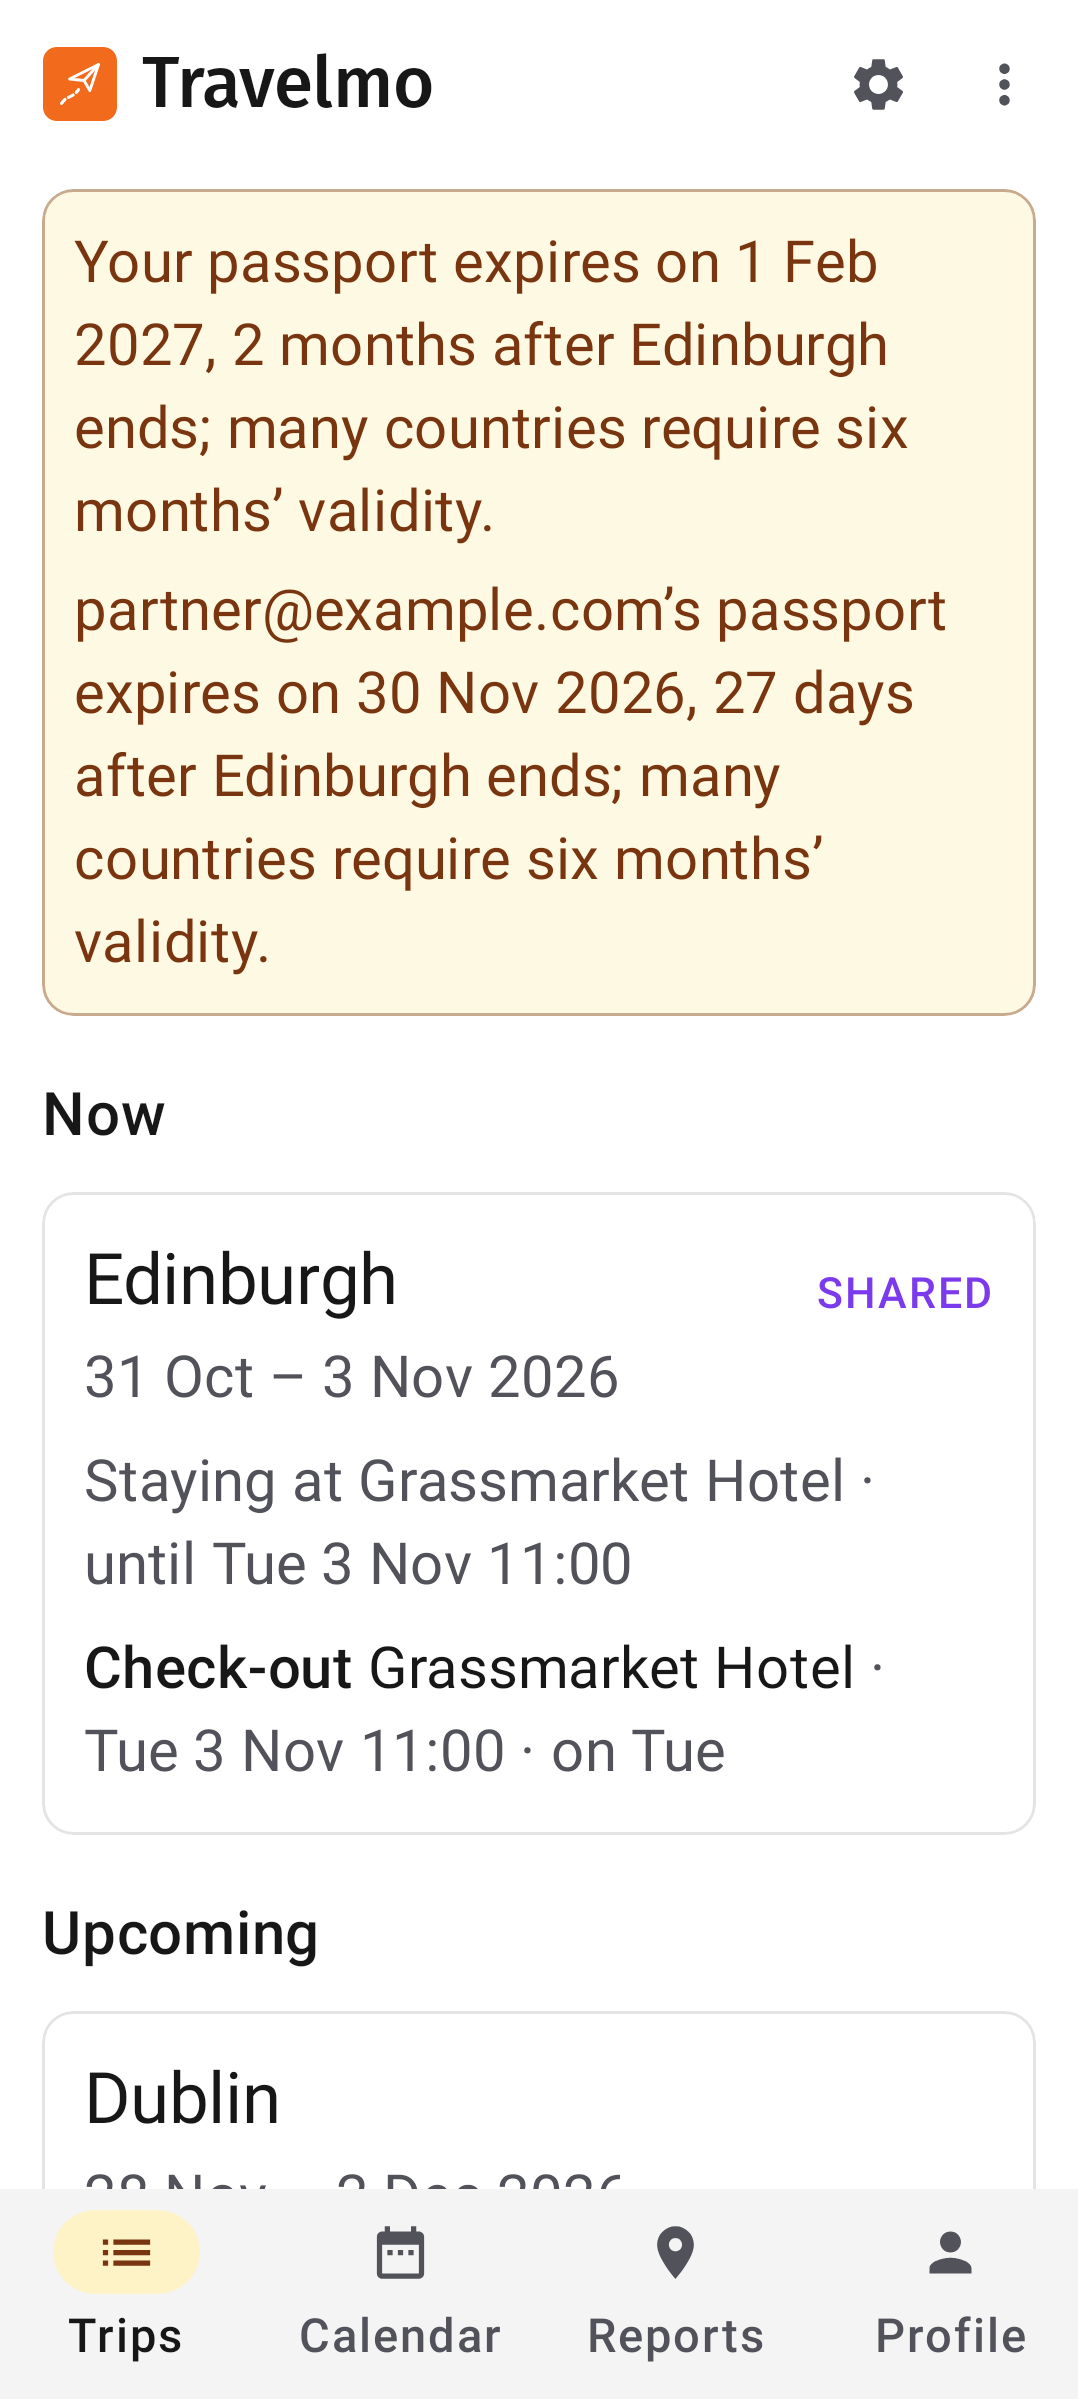 Travelmo
Your passport expires on 1 Feb
2027, 2 months after Edinburgh
ends; many countries require six
months’ validity.
partner@example.com’s passport
expires on 30 Nov 2026, 27 days
after Edinburgh ends; many
countries require six months’
validity.
Now
Edinburgh
SHARED
31 Oct – 3 Nov 2026
Staying at Grassmarket Hotel ·
until Tue 3 Nov 11:00
Check-out Grassmarket Hotel ·
Tue 3 Nov 11:00 · on Tue
Upcoming
Dublin
Trips
Calendar
Reports
Profile